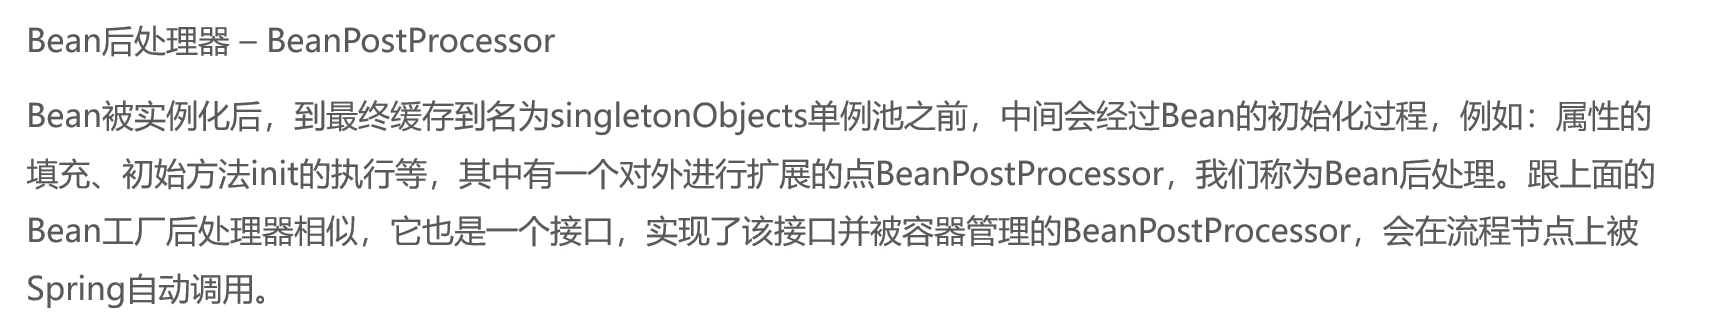 Bean后处理器 – BeanPostProcessor
Bean被实例化后，到最终缓存到名为singletonObjects单例池之前，中间会经过Bean的初始化过程，例如：属性的
填充、初始方法init的执行等，其中有一个对外进行扩展的点BeanPostProcessor，我们称为Bean后处理。跟上面的
Bean工厂后处理器相似，它也是一个接口，实现了该接口并被容器管理的BeanPostProcessor，会在流程节点上被
Spring自动调用。